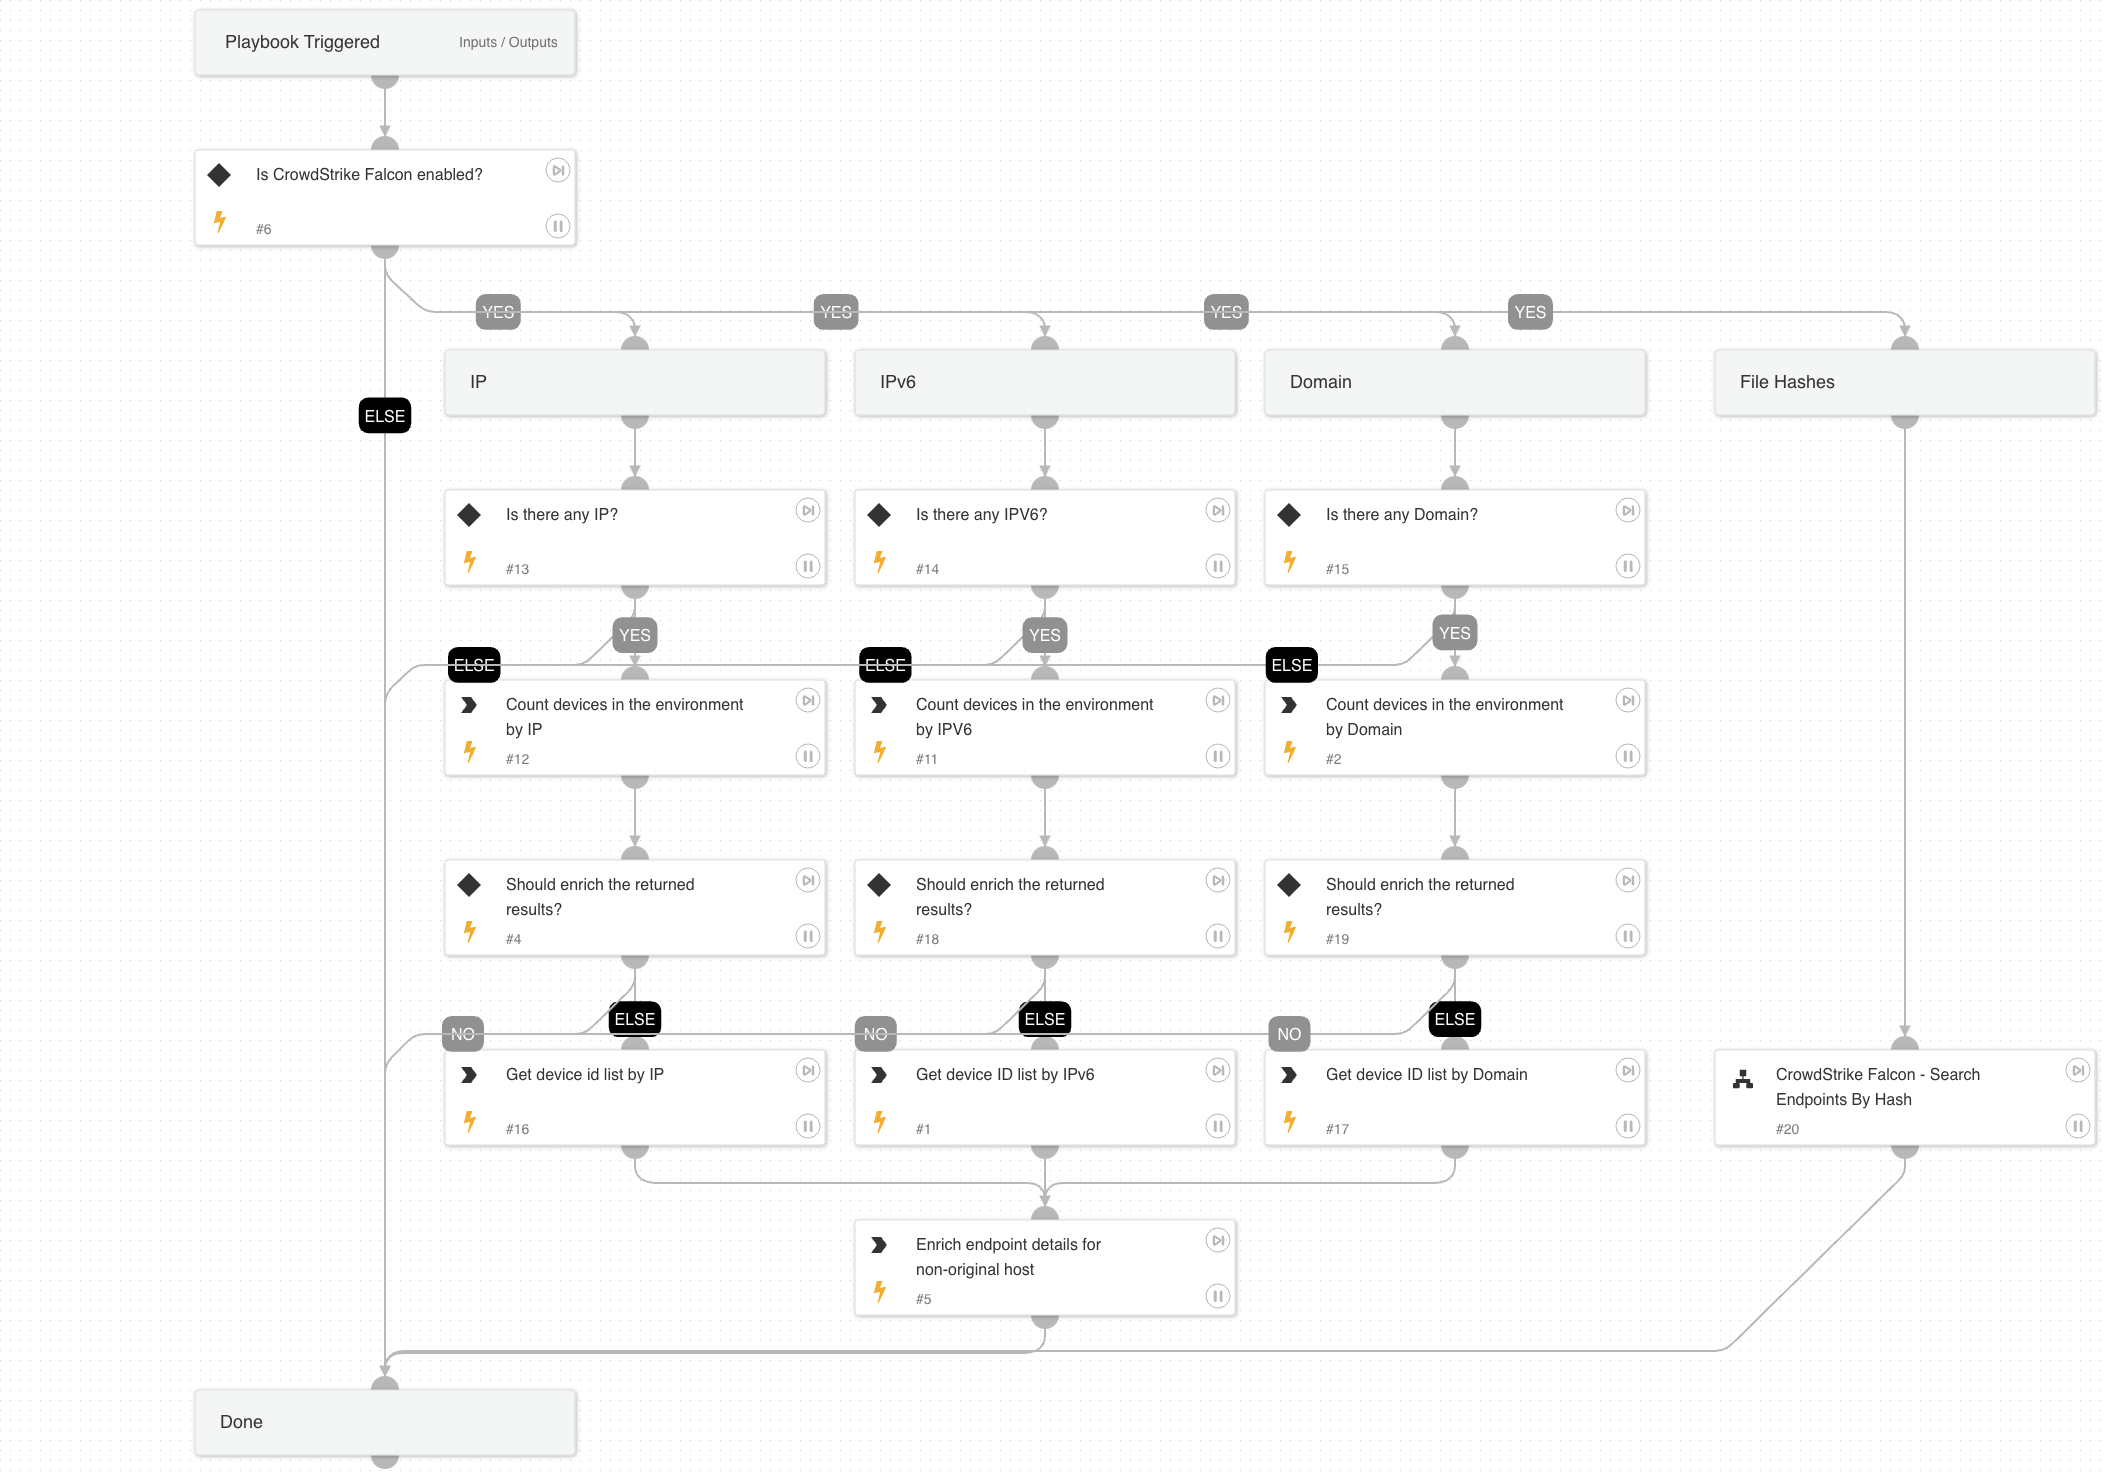 Playbook Triggered
Inputs / Outputs
Is CrowdStrike Falcon enabled?
#6
YES
YES
YES
YES
IP
IPv6
Domain
File Hashes
ELSE
Is there any IP?
#13
Is there any IPV6?
#14
Is there any Domain?
#15
YES
YES
YES
ELSE
ELSE
ELSE
Count devices in the environment
by IP
#12
Count devices in the environment
by IPV6
#11
Count devices in the environment
by Domain
#2
Should enrich the returned
results?
#4
Should enrich the returned
results?
#18
Should enrich the returned
results?
#19
ELSE
ELSE
ELSE
NO
NO
NO
Get device id list by IP
#16
Get device ID list by IPv6
#1
Get device ID list by Domain
#17
CrowdStrike Falcon - Search
Endpoints By Hash
#20
Enrich endpoint details for
non-original host
#5
Done